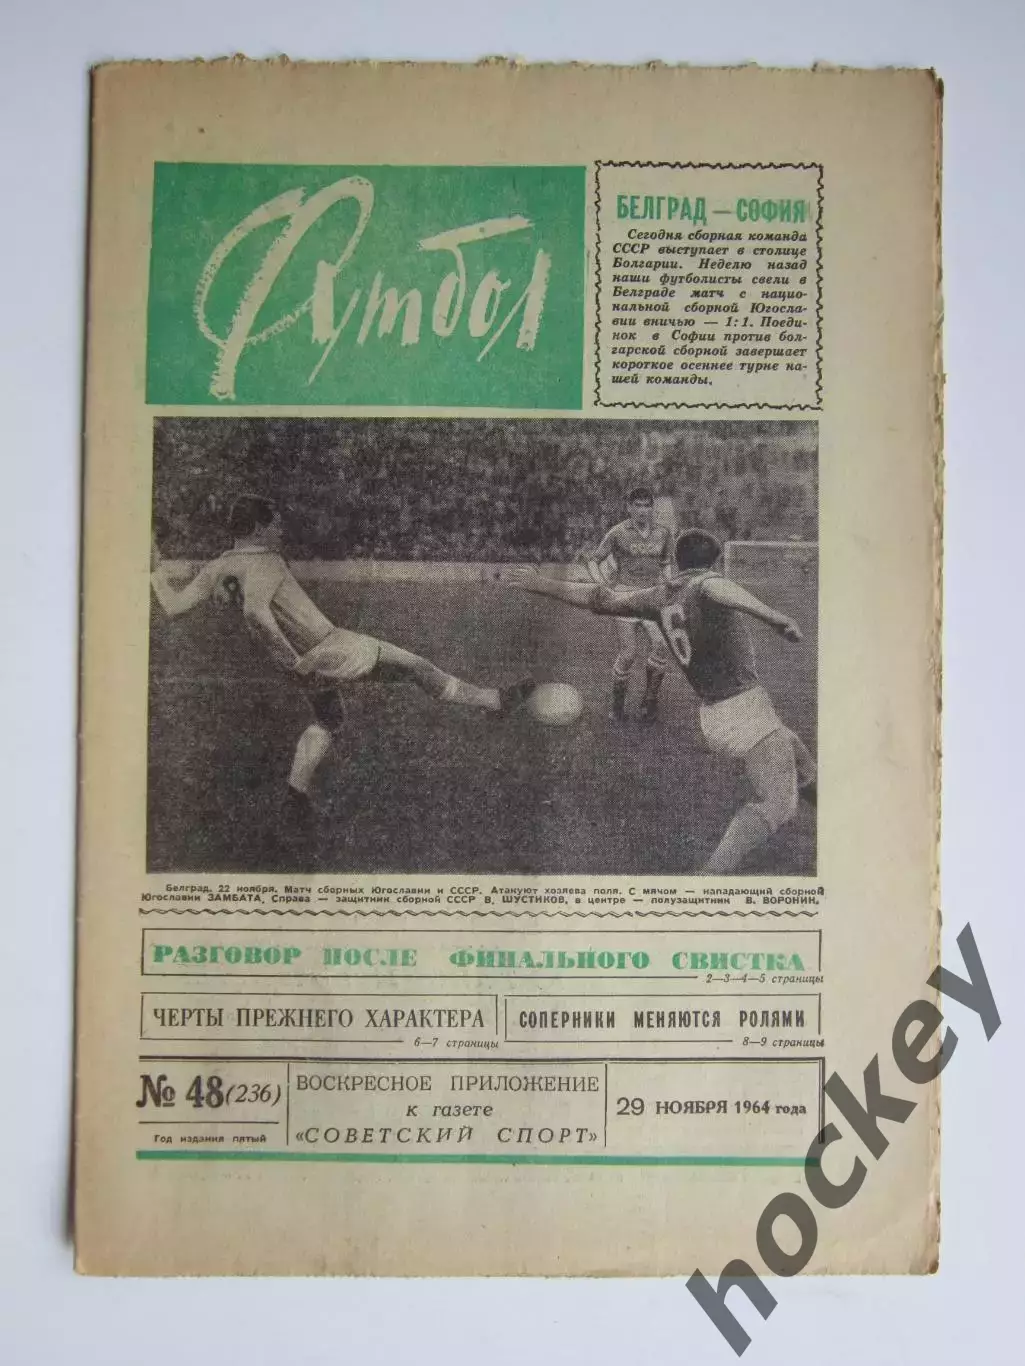 Футбол
БЕЛГРАД — СОФИЯ
Сегодня сборная команда
СССР выступает в столице
Болгарии. Неделю назад
наши футболисты свели в
Белграде матч с нацио-
нальной сборной Югосла-
вии вничью — 1:1. Поеди-
нок в Софии против бол-
гарской сборной завершает
короткое осеннее турне на-
шей команды.
8
СССР
6
Белград. 22 ноября. Матч сборных Югославии и СССР. Атакуют хозяева поля. С мячом — нападающий сборной
Югославии ЗАМБАТА. Справа — защитник сборной СССР В. ШУСТИКОВ, в центре — полузащитник В. ВОРОНИН.
РАЗГОВОР ПОСЛЕ ФИНАЛЬНОГО СВИСТКА
2—3—4—5 страницы
ЧЕРТЫ ПРЕЖНЕГО ХАРАКТЕРА
6—7 страницы
СОПЕРНИКИ МЕНЯЮТСЯ РОЛЯМИ
8—9 страницы
№ 48 (236)
Год издания пятый
ВОСКРЕСНОЕ ПРИЛОЖЕНИЕ
к газете
«СОВЕТСКИЙ СПОРТ»
29 НОЯБРЯ 1964 года
hockey